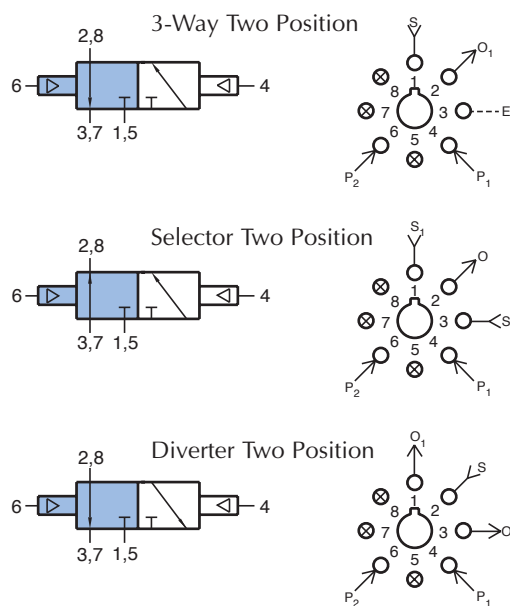 3-Way Two Position
2,8
6
4
3,7 1,5
S
O1
1
8 2
7 3
E
6 4
5
P2
P1
Selector Two Position
2,8
6
4
3,7 1,5
S1
O
1
8 2
7 3
S
6 4
5
P2
P1
Diverter Two Position
2,8
6
4
3,7 1,5
O1
S
1
8 2
7 3
O
6 4
5
P2
P1